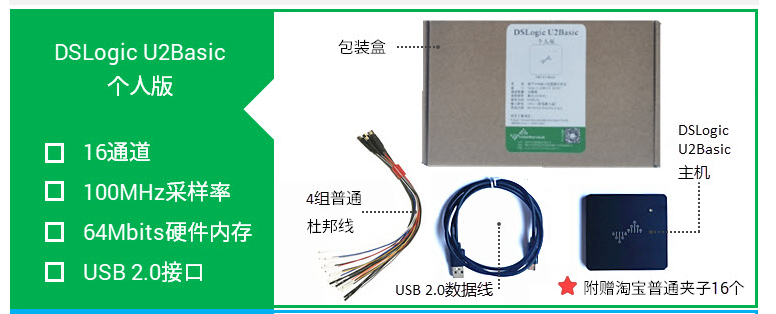 DSLogic U2Basic
个人版
16通道
100MHz采样率
64Mbits硬件内存
USB 2.0接口
包装盒
DSLogic U2Basic
个人版
DSLogic
U2Basic
主机
4组普通
杜邦线
USB 2.0数据线
附赠淘宝普通夹子16个